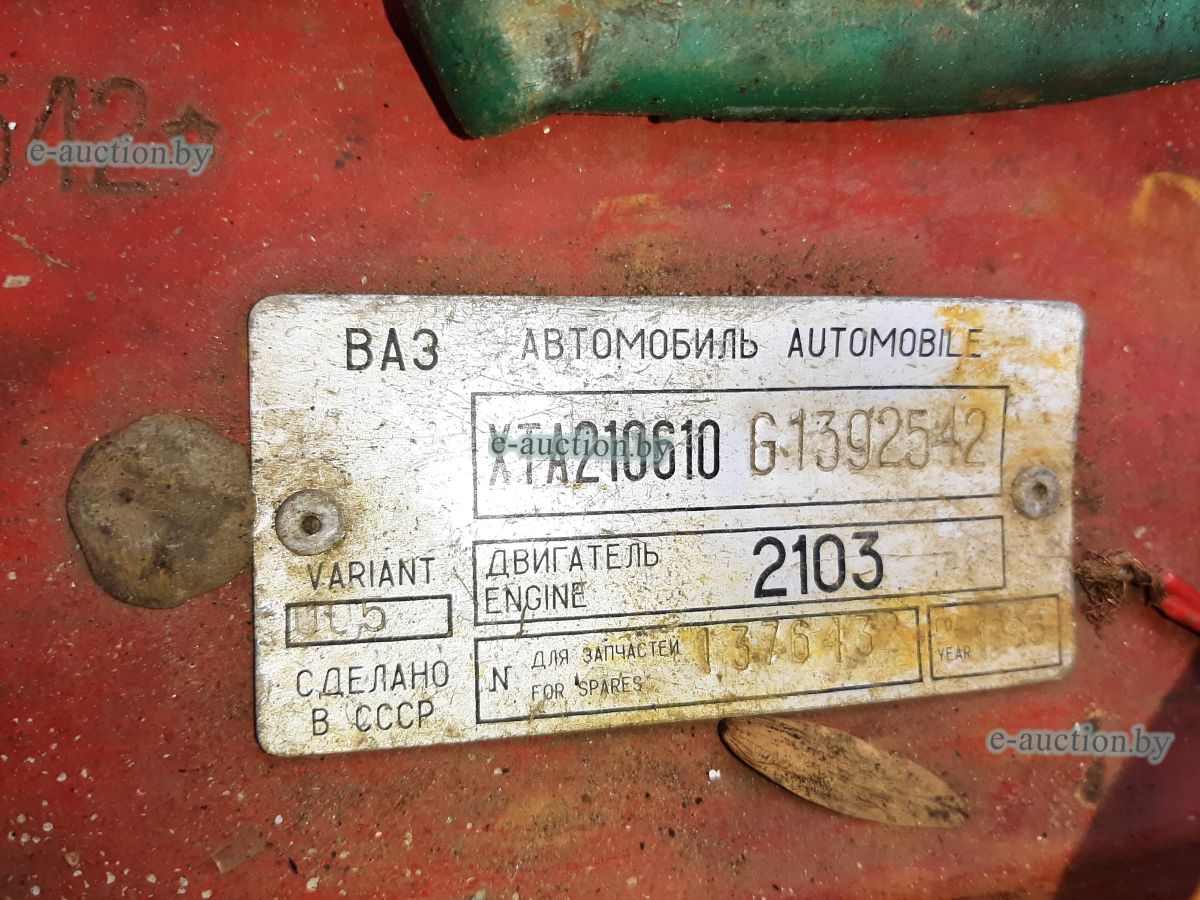 542☆
e-auction.by
ВАЗ АВТОМОБИЛЬ AUTOMOBILE
XTA210610 G1392542
e-auction.by
ДВИГАТЕЛЬ
ENGINE
2103
VARIANT
N ДЛЯ ЗАПЧАСТЕЙ
FOR SPARES
1376132
YEAR
СДЕЛАНО
В СССР
e-auction.by